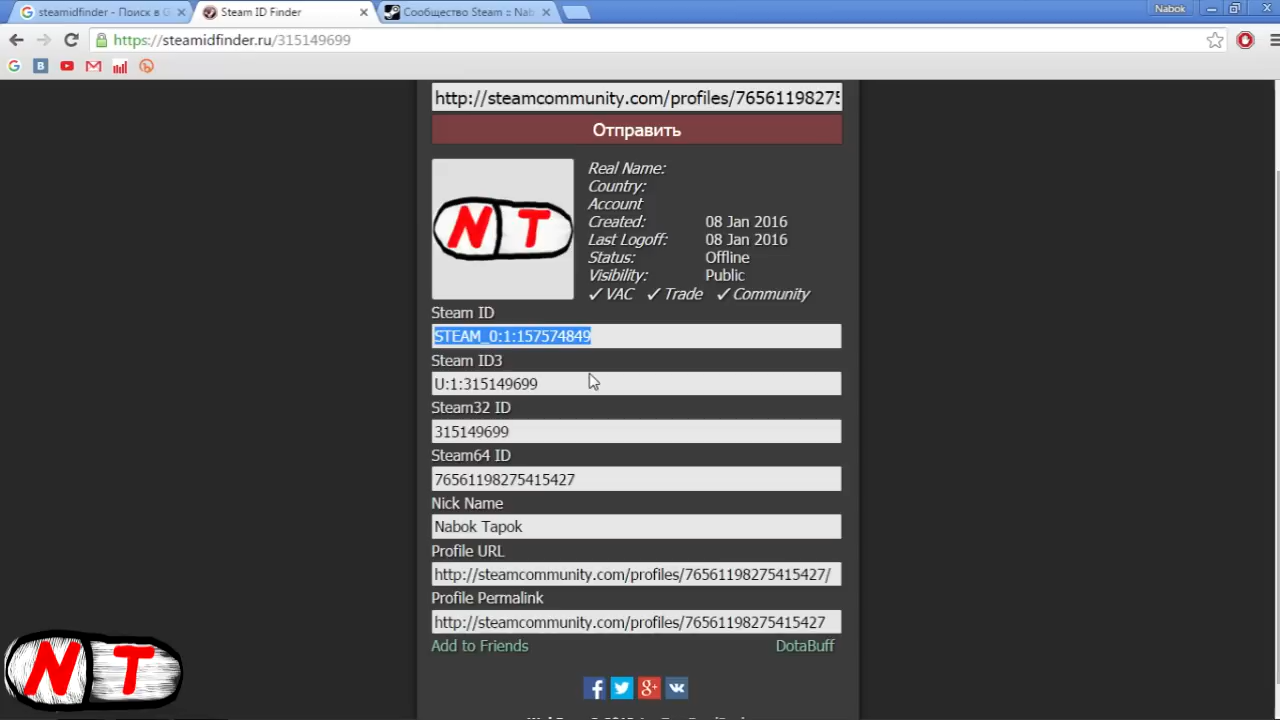 steamidfinder - Поиск в G
Steam ID Finder
Сообщество Steam :: Nab
Nabok
https://steamidfinder.ru/315149699
http://steamcommunity.com/profiles/76561198275
Отправить
NT
Real Name:
Country:
Account
Created: 08 Jan 2016
Last Logoff: 08 Jan 2016
Status: Offline
Visibility: Public
✓ VAC ✓ Trade ✓ Community
Steam ID
STEAM_0:1:157574849
Steam ID3
U:1:315149699
Steam32 ID
315149699
Steam64 ID
76561198275415427
Nick Name
Nabok Tapok
Profile URL
http://steamcommunity.com/profiles/76561198275415427/
Profile Permalink
http://steamcommunity.com/profiles/76561198275415427
Add to Friends DotaBuff
NT